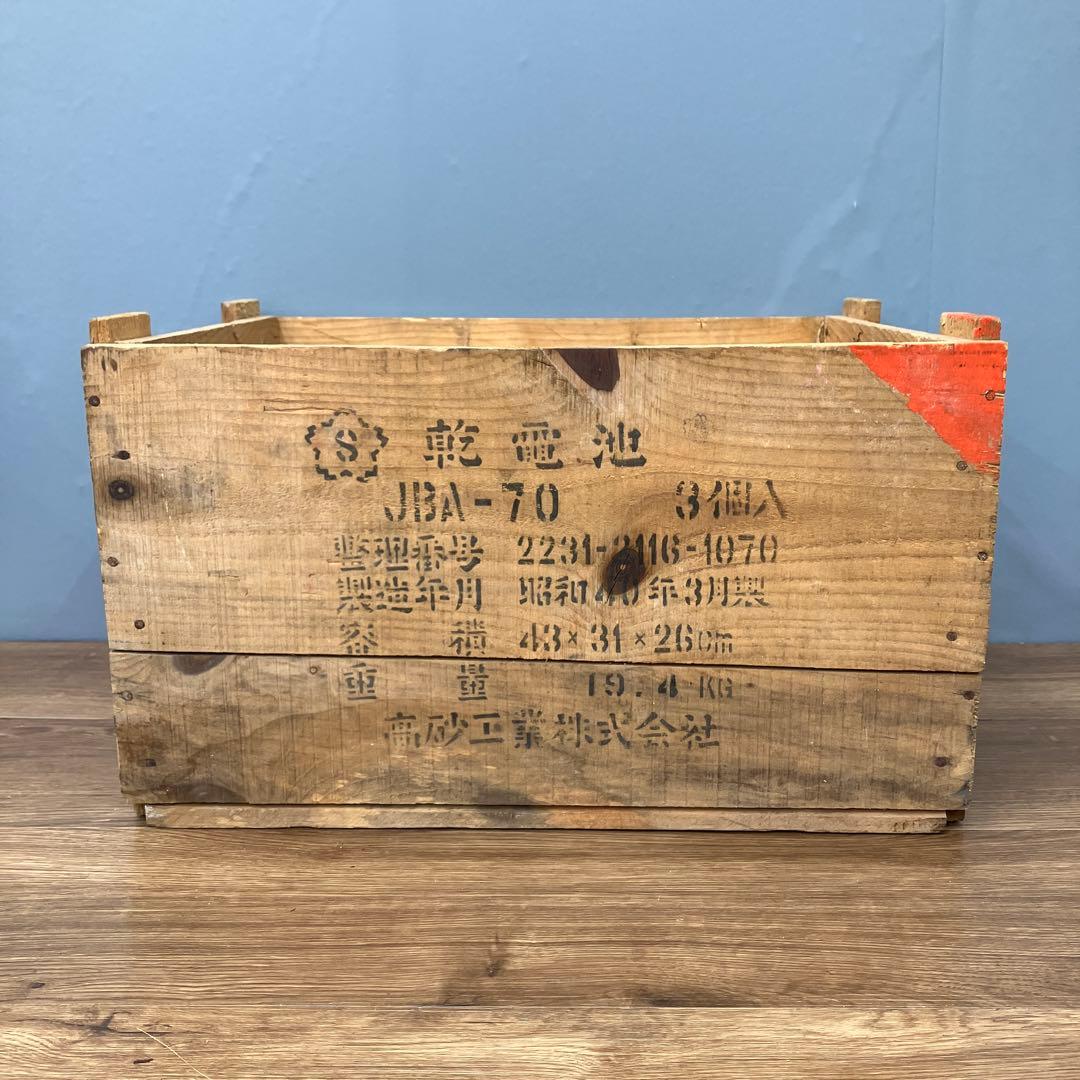 S 乾電池
JBA-70 3個入
整理番号 2231-3116-1070
製造年月 昭和40年3月製
容積 43×31×26cm
重量 19.4KG
高砂工業株式会社